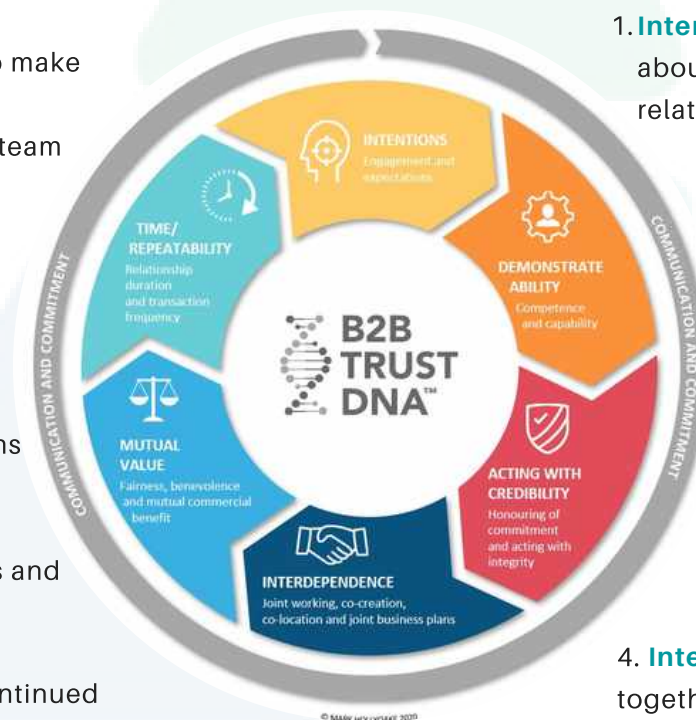 make
team
ns
s and
ntinued
1. Inter
abou
relat
4. Inte
togeth
COMMUNICATION AND COMMITMENT
COMMUNICATION AND COMMITMENT
INTENTIONS
Engagement and
expectations
DEMONSTRATE
ABILITY
Competence
and capability
ACTING WITH
CREDIBILITY
Honouring of
commitment
and acting with
integrity
INTERDEPENDENCE
Joint working, co-creation,
co-location and joint business plans
MUTUAL
VALUE
Fairness, benevolence
and mutual commercial
benefit
TIME/
REPEATABILITY
Relationship
duration
and transaction
frequency
B2B
TRUST
DNA™
© MARK HOLLYOAKE 2020